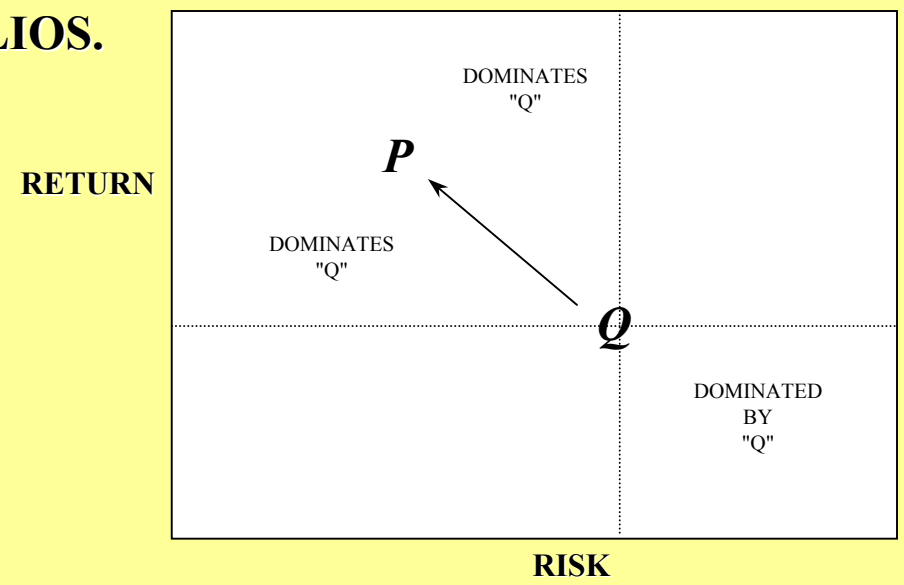 LIOS.
DOMINATES
"Q"
P
RETURN
DOMINATES
"Q"
Q
DOMINATED
BY
"Q"
RISK